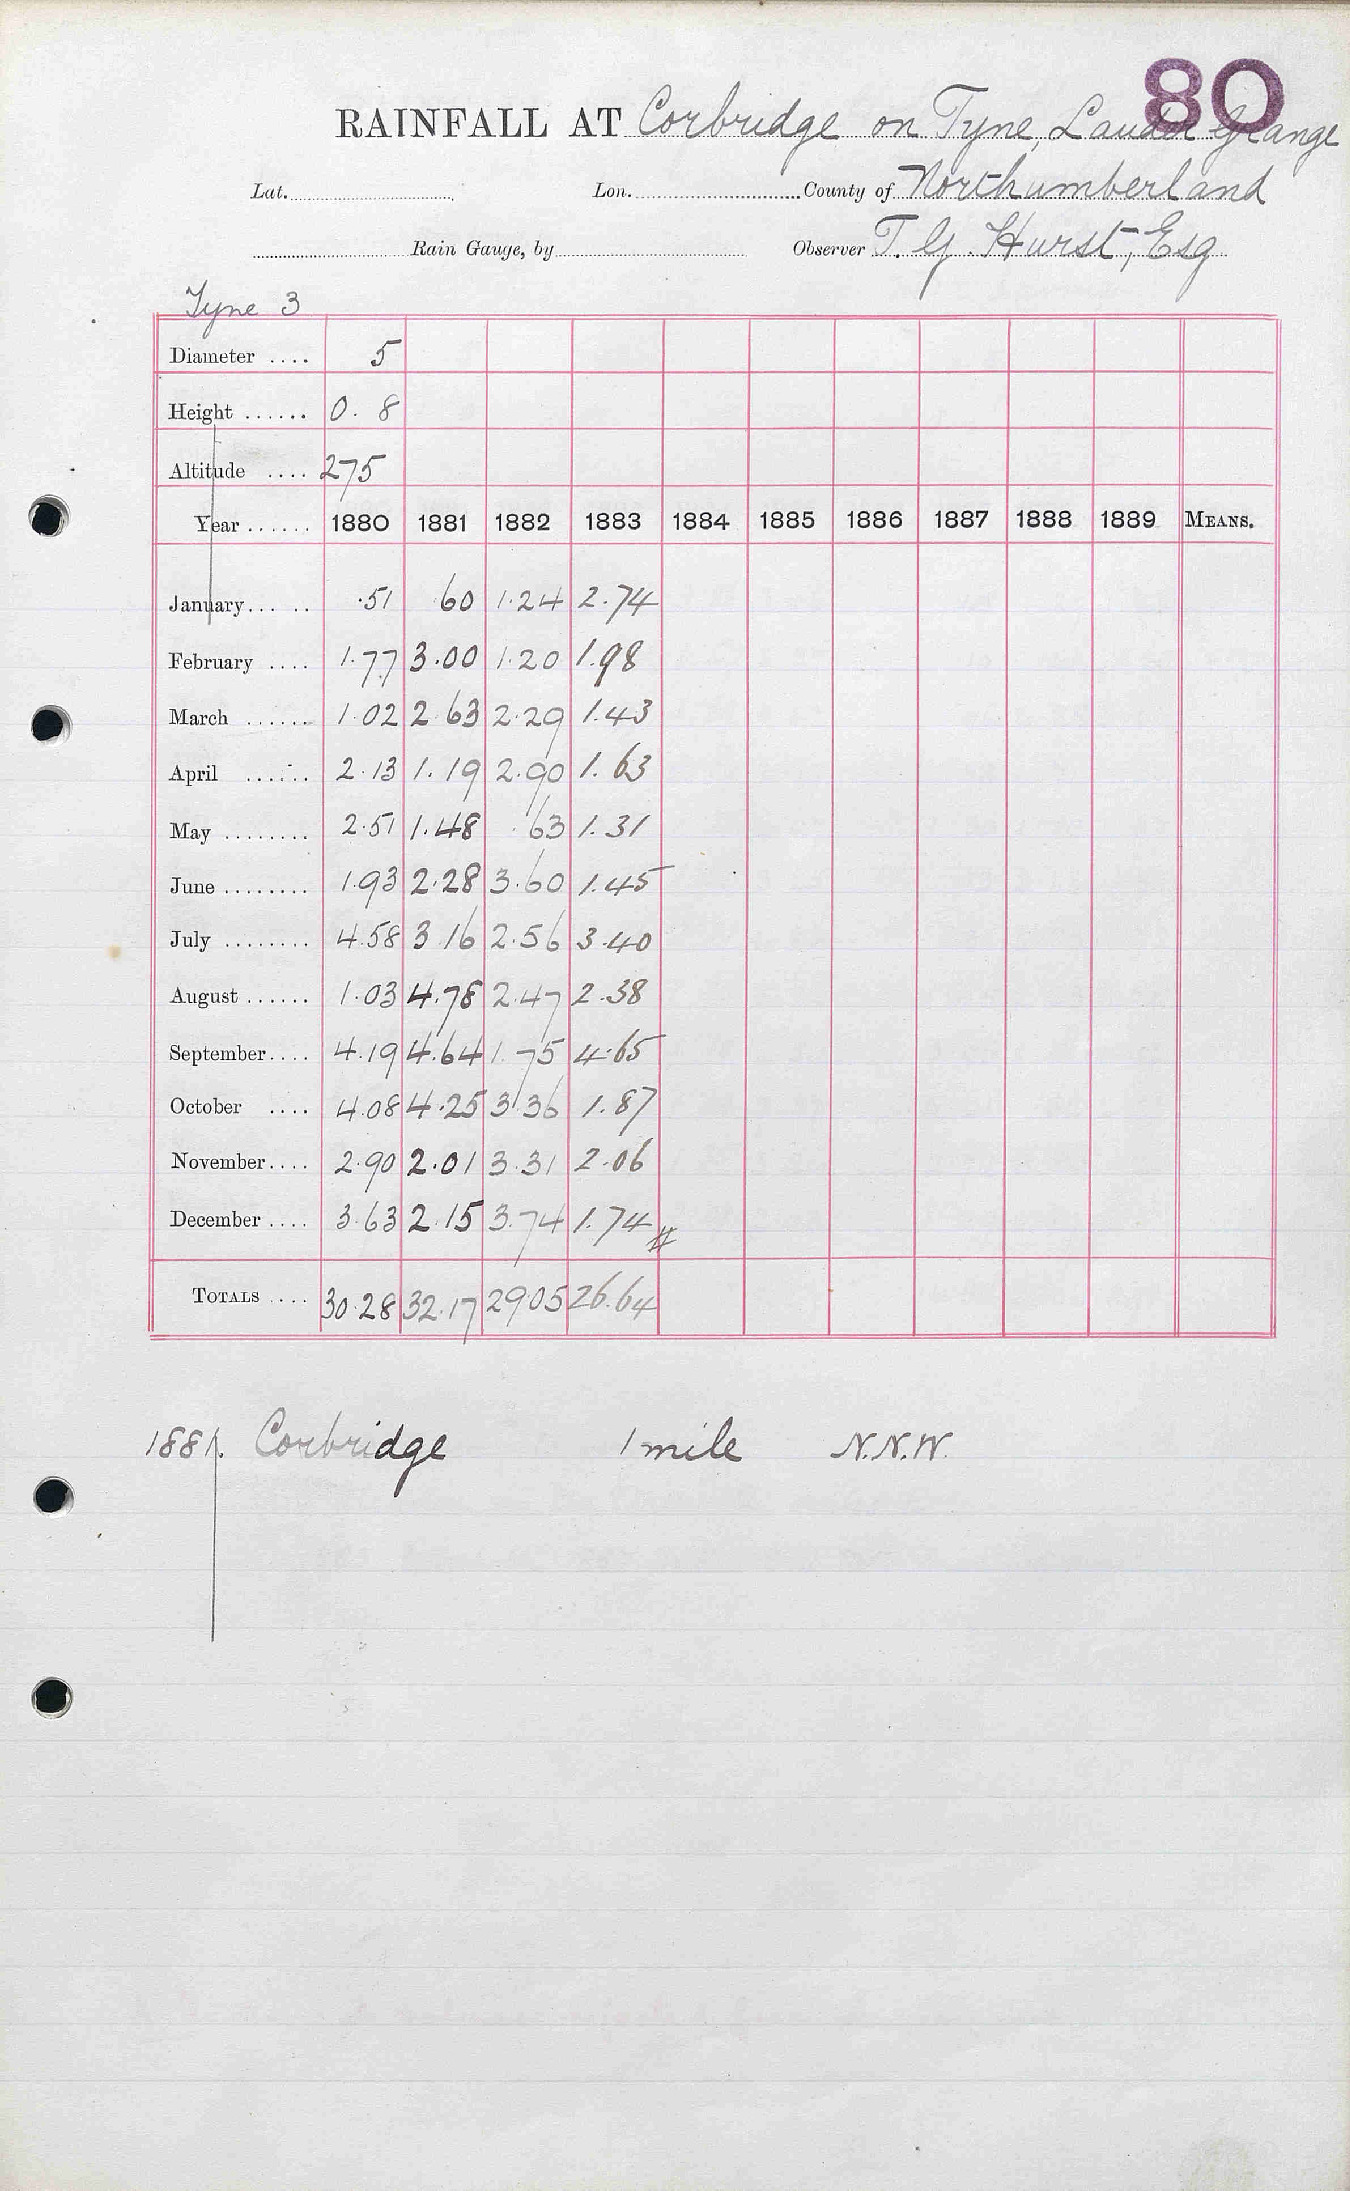 80
RAINFALL AT Corbridge on Tyne, Lauder Grange
Lat. Lon. County of Northumberland
Rain Gauge, by Observer T. G. Hurst, Esq
Tyne 3
Diameter .... 5
Height ...... 0. 8
Altitude .... 275
Year ...... 1880 1881 1882 1883 1884 1885 1886 1887 1888 1889 MEANS.
January ..... .51 .60 1.24 2.74
February .... 1.77 3.00 1.20 1.98
March ...... 1.02 2.63 2.29 1.43
April ...... 2.13 1.19 2.90 1.63
May ........ 2.51 1.48 .63 1.31
June ........ 1.93 2.28 3.60 1.45
July ........ 4.58 3.16 2.56 3.40
August ...... 1.03 4.78 2.47 2.38
September .... 4.19 4.64 1.75 4.65
October .... 4.08 4.25 3.36 1.87
November .... 2.90 2.01 3.31 2.06
December .... 3.63 2.15 3.74 1.74 #
TOTALS .... 30.28 32.17 29.05 26.64
1881. Corbridge 1 mile N.N.W.